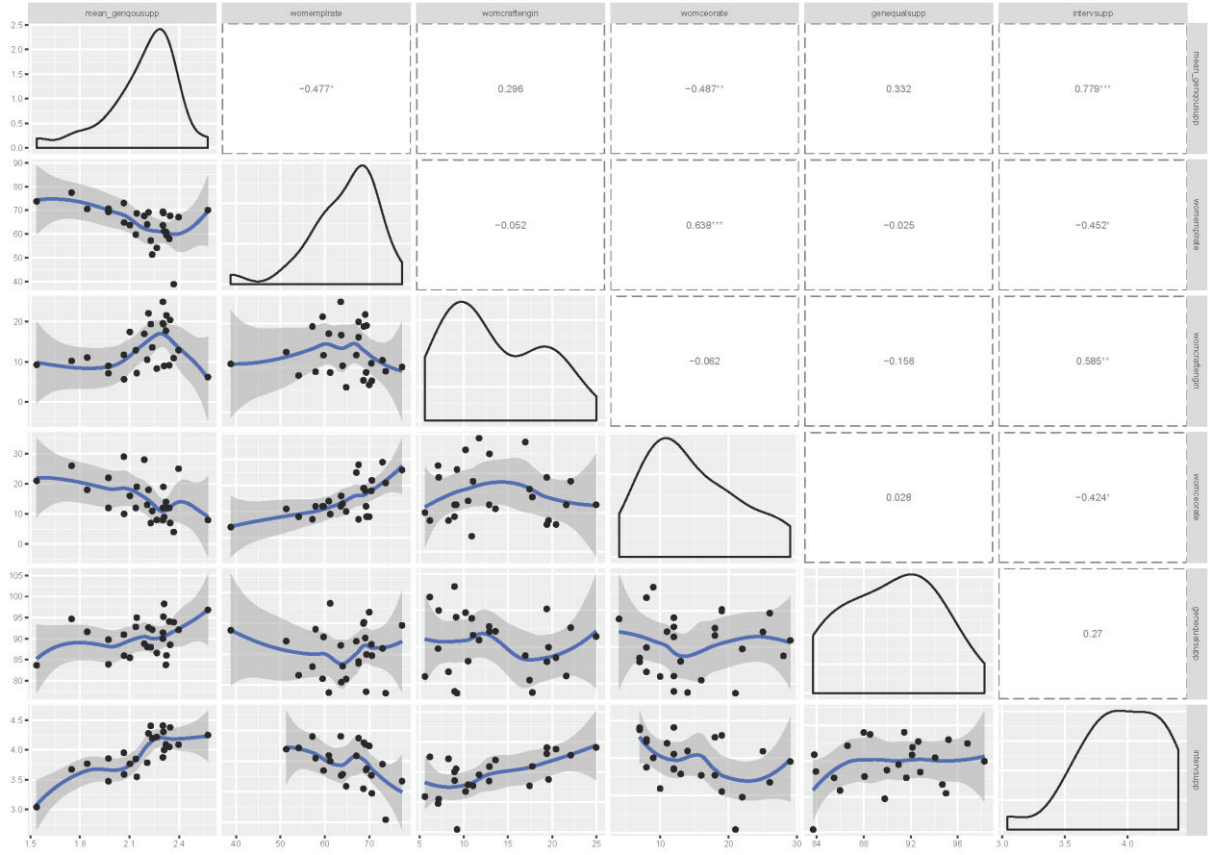 mean_genqousupp womemplrate womcraftengin womceorate genequalsupp intervsupp
2.5
2.0
1.5
1.0
0.5
0.0
−0.477* 0.296 −0.487** 0.332 0.779***
mean_genqousupp
90
80
70
60
50
40
−0.052 0.638*** −0.025 −0.452*
womemplrate
20
10
0
−0.062 −0.156 0.585**
womcraftengin
30
20
10
0
0.028 −0.424*
womceorate
105
100
95
90
85
80
0.27
genequalsupp
4.5
4.0
3.5
3.0
intervsupp
1.5 1.8 2.1 2.4 40 50 60 70 5 10 15 20 25 10 20 30 84 88 92 96 3.0 3.5 4.0